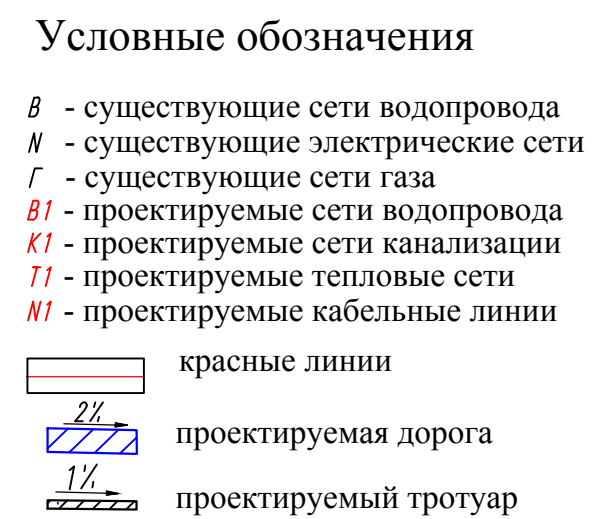 Условные обозначения
В - существующие сети водопровода
N - существующие электрические сети
Г - существующие сети газа
В1 - проектируемые сети водопровода
К1 - проектируемые сети канализации
Т1 - проектируемые тепловые сети
N1 - проектируемые кабельные линии
красные линии
2%
проектируемая дорога
1%
проектируемый тротуар